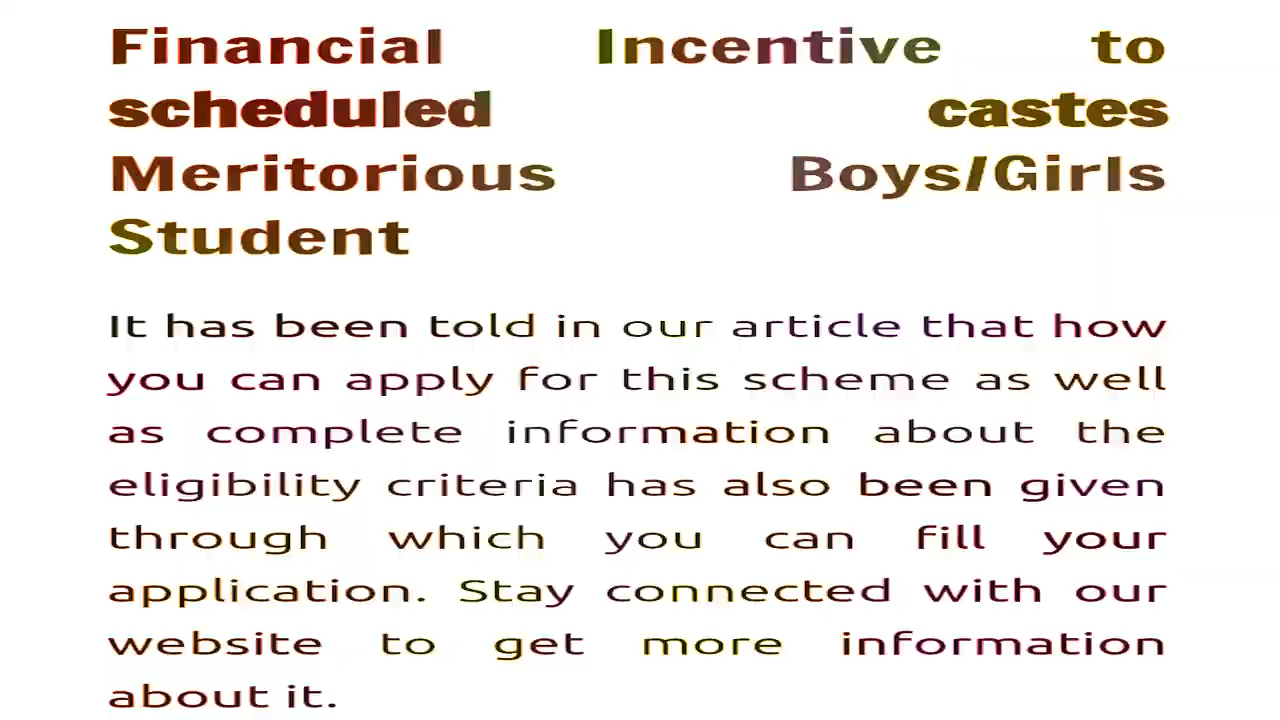 Financial Incentive to
scheduled castes
Meritorious Boys/Girls
Student
It has been told in our article that how
you can apply for this scheme as well
as complete information about the
eligibility criteria has also been given
through which you can fill your
application. Stay connected with our
website to get more information
about it.